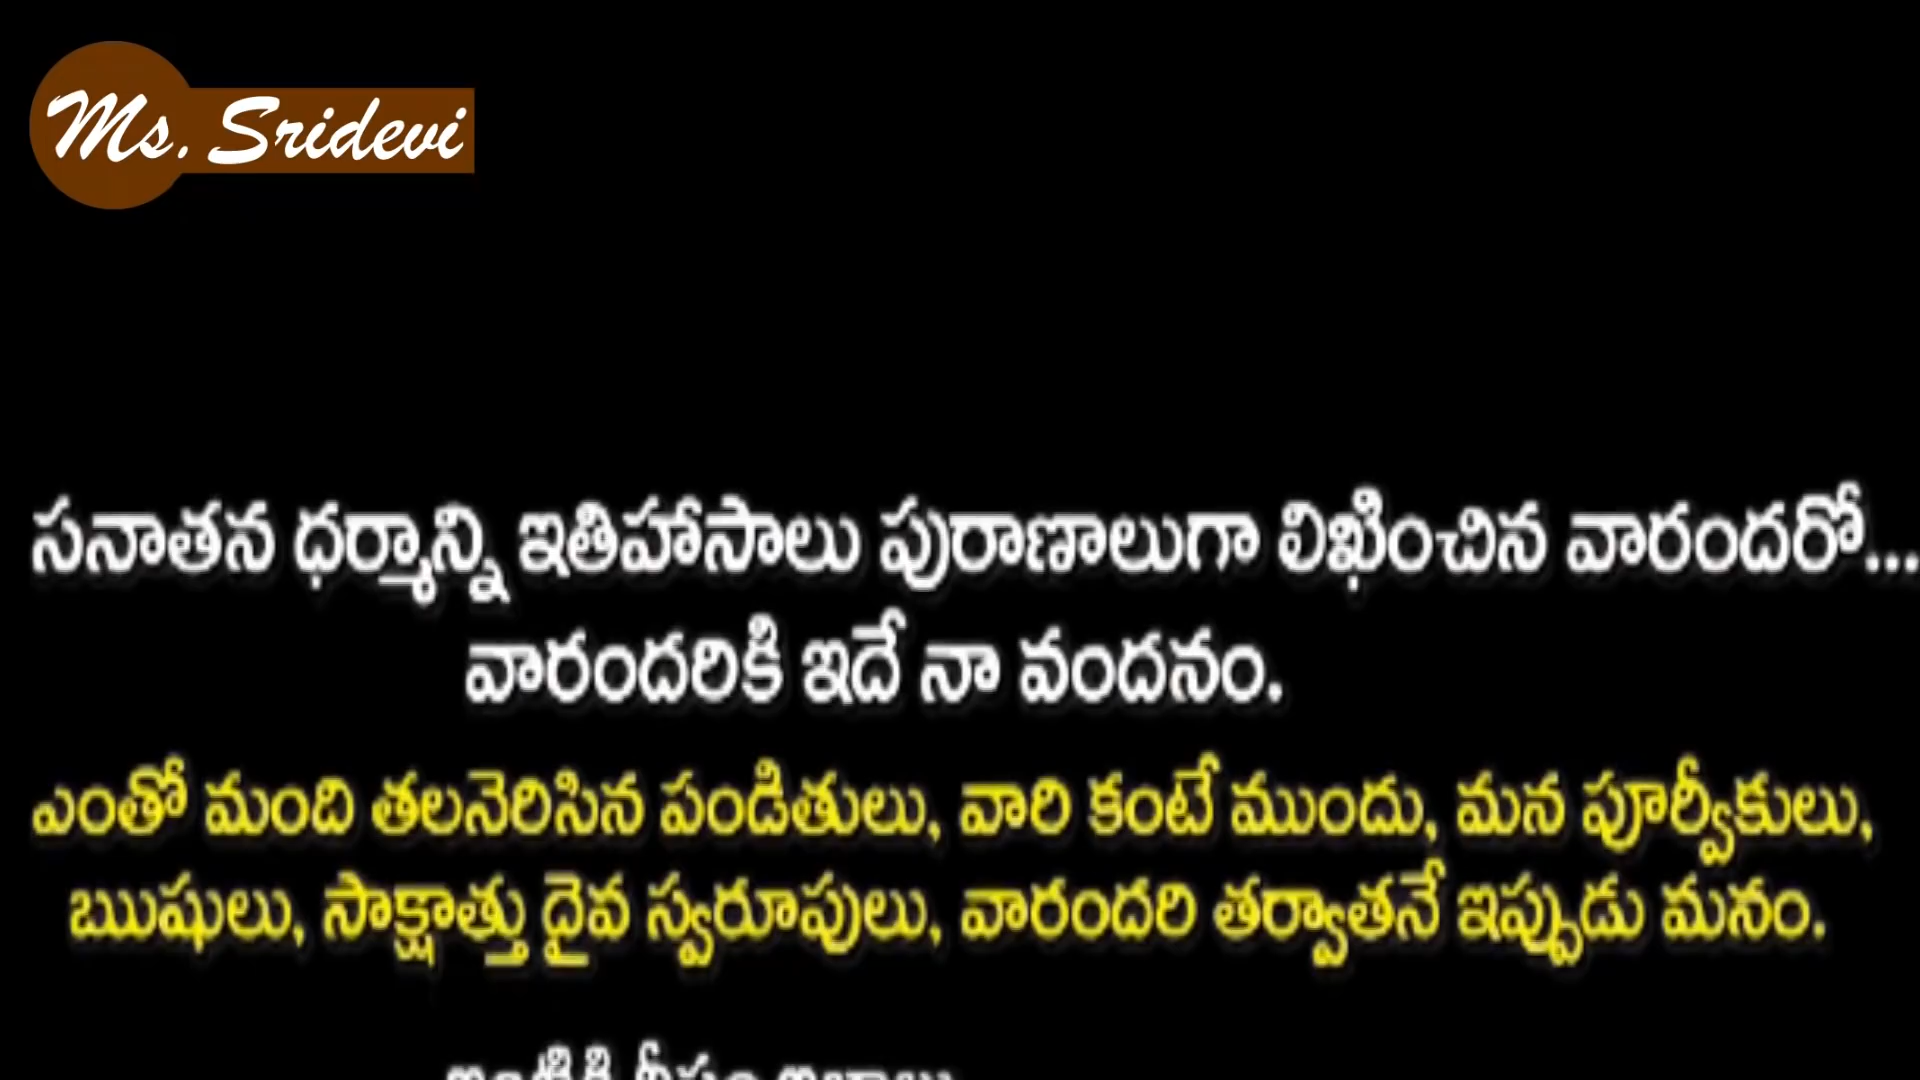 Ms. Sridevi
సనాతన ధర్మాన్ని ఇతిహాసాలు పురాణాలుగా లిఖించిన వారందరో...
వారందరికి ఇదే నా వందనం.
ఎంతో మంది తలనెరిసిన పండితులు, వారి కంటే ముందు, మన పూర్వీకులు,
ఋషులు, సాక్షాత్తు దైవ స్వరూపులు, వారందరి తర్వాతనే ఇప్పుడు మనం.